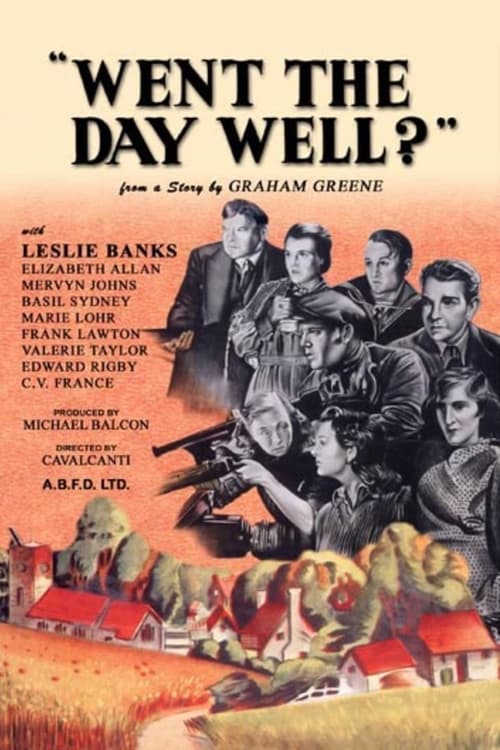 "WENT THE
DAY WELL?"
from a Story by GRAHAM GREENE
with
LESLIE BANKS
ELIZABETH ALLAN
MERVYN JOHNS
BASIL SYDNEY
MARIE LOHR
FRANK LAWTON
VALERIE TAYLOR
EDWARD RIGBY
C.V. FRANCE
PRODUCED BY
MICHAEL BALCON
DIRECTED BY
CAVALCANTI
A.B.F.D. LTD.